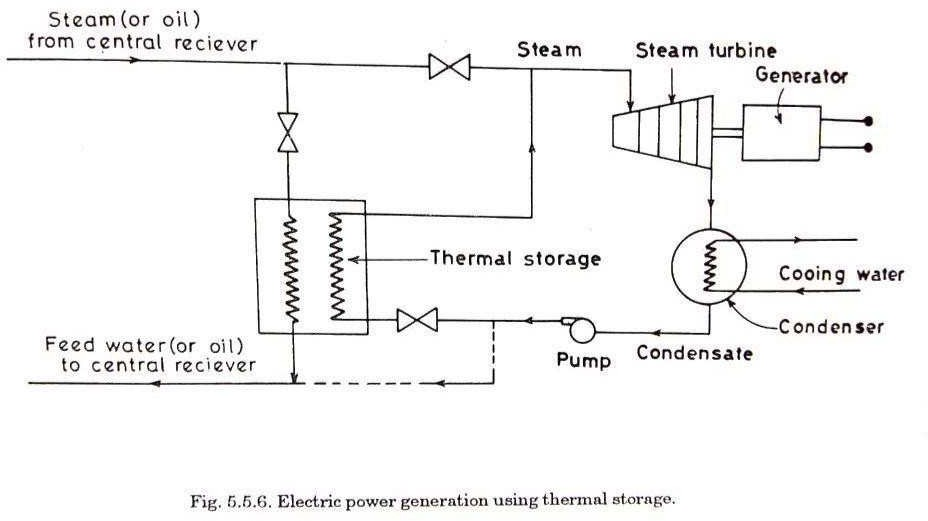 Steam(or oil)
from central reciever
Steam
Steam turbine
Generator
Thermal storage
Cooing water
Condenser
Feed water(or oil)
to central reciever
Pump
Condensate
Fig. 5.5.6. Electric power generation using thermal storage.